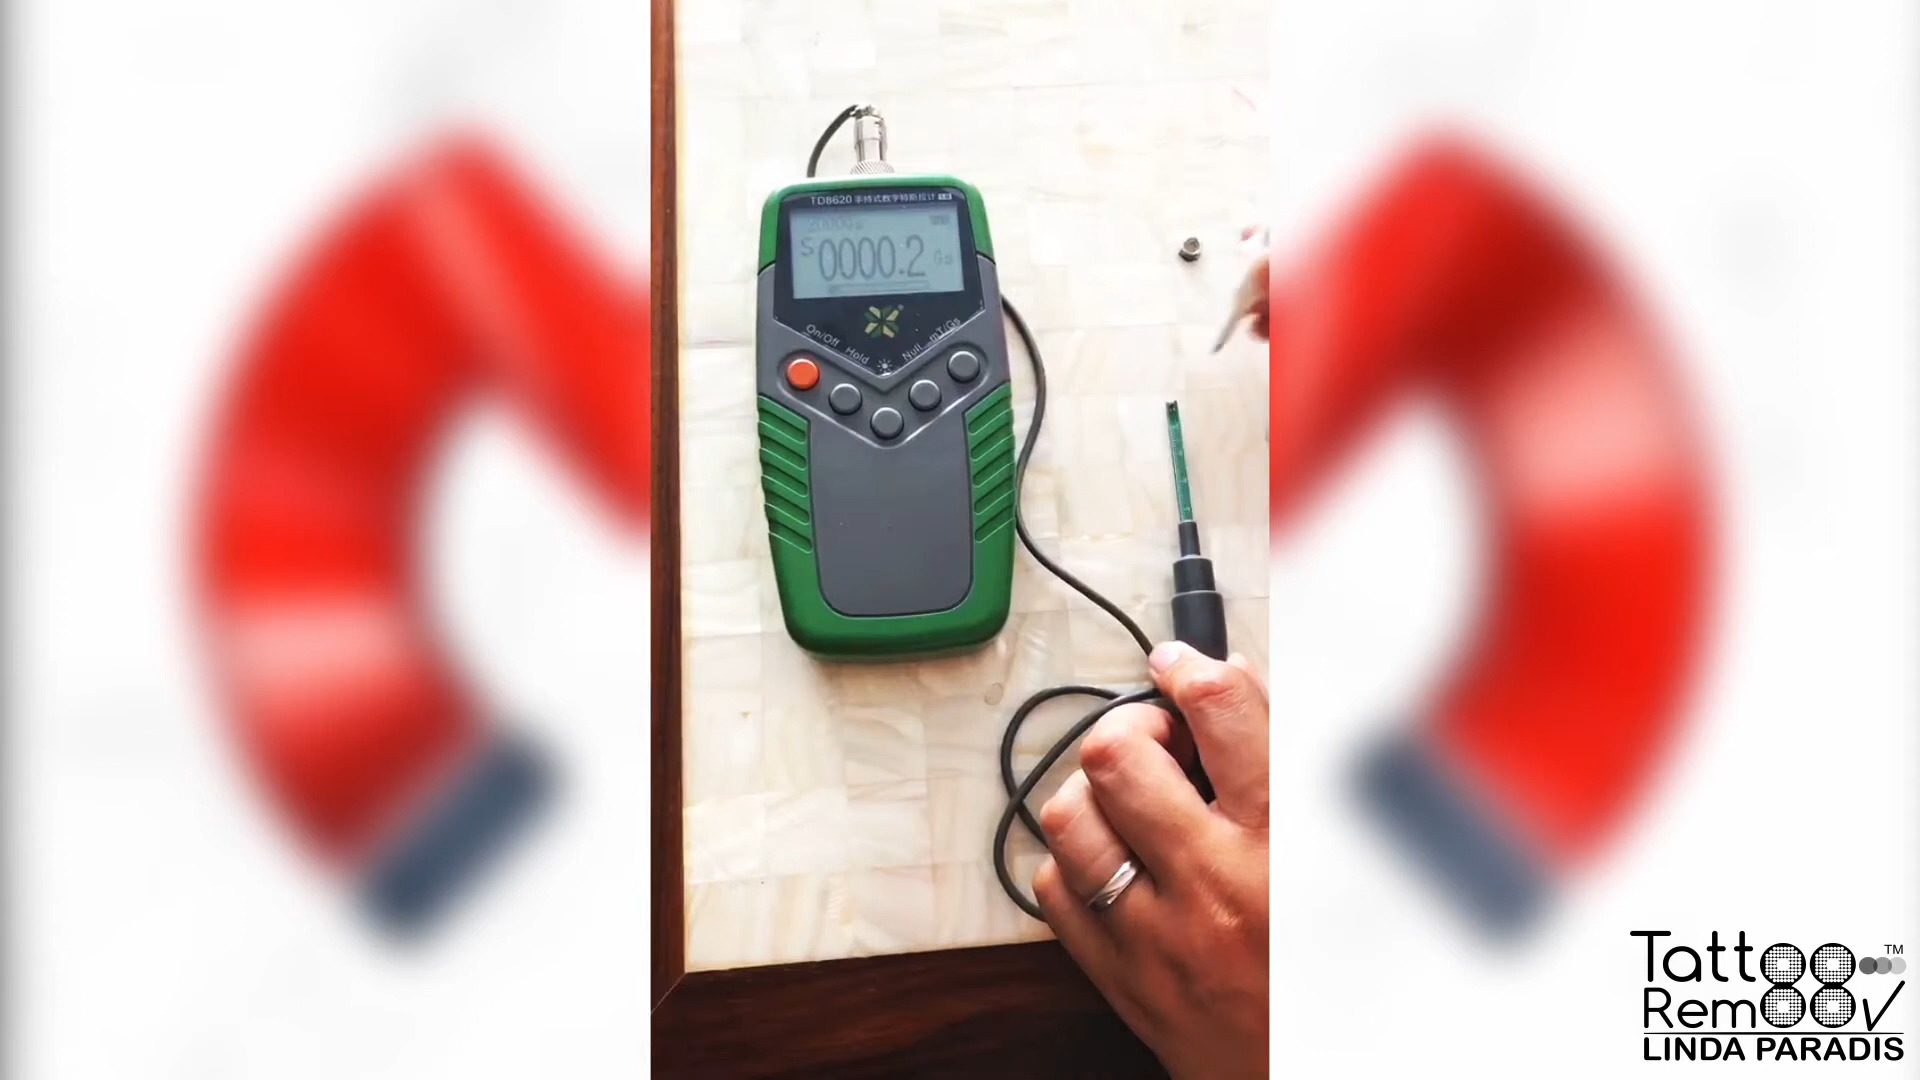 TD8620 手持式数字特斯拉计
S 0000.2 Gs
On/Off
Hold
Null
mT/Gs
Tattoo
TM
Remoov
LINDA PARADIS